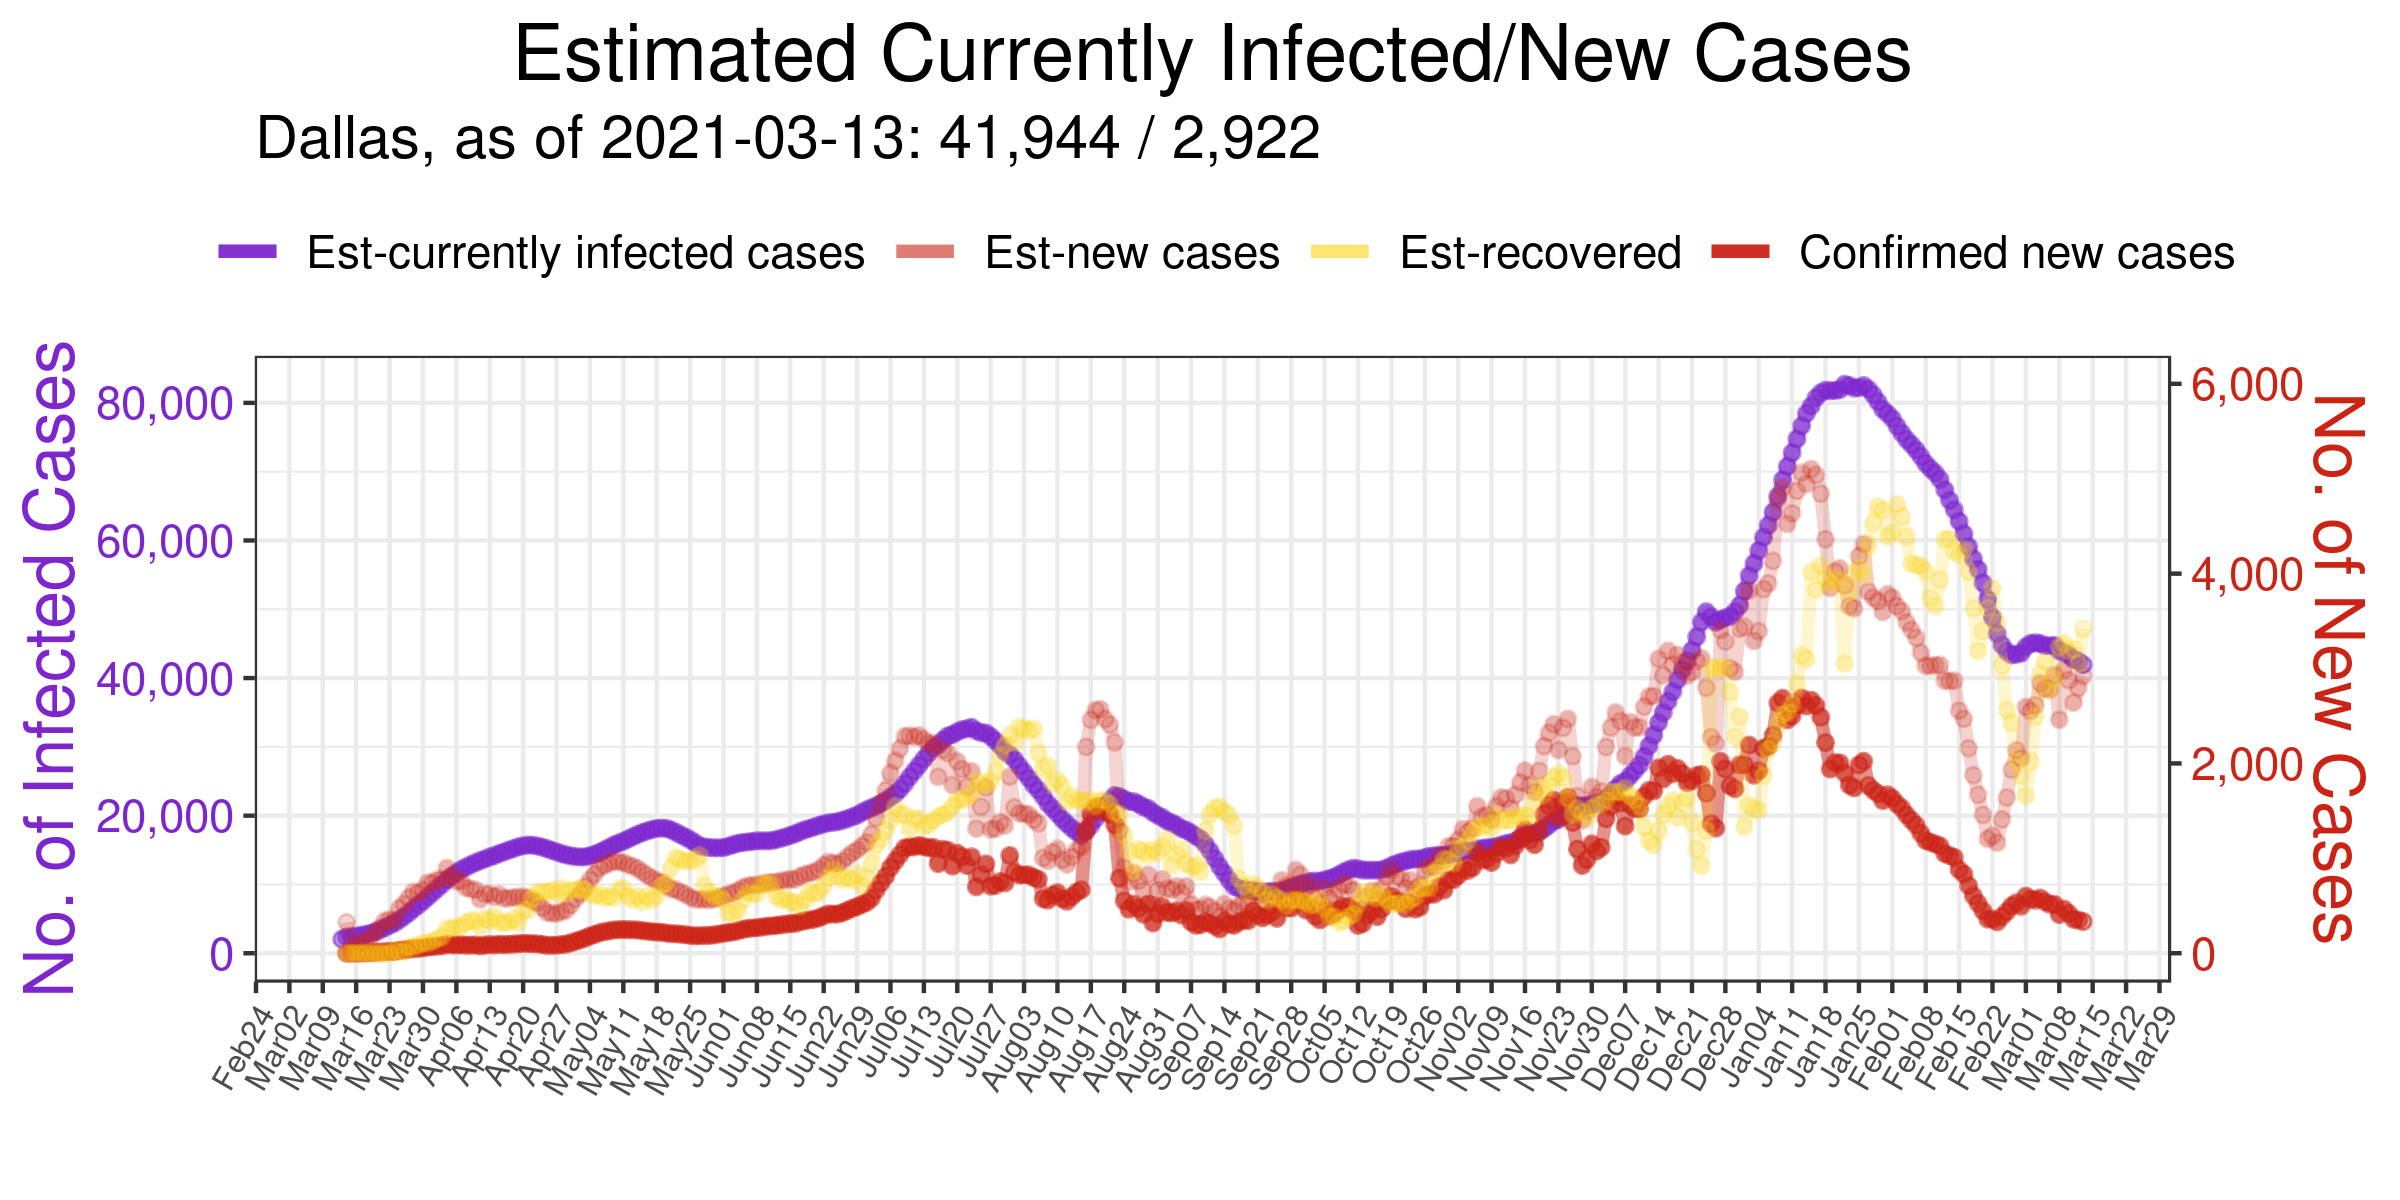 Estimated Currently Infected/New Cases
Dallas, as of 2021-03-13: 41,944 / 2,922
Est-currently infected cases Est-new cases Est-recovered Confirmed new cases
No. of Infected Cases
80,000
60,000
40,000
20,000
0
6,000
4,000
2,000
0
No. of New Cases
Feb24 Mar02 Mar09 Mar16 Mar23 Mar30 Apr06 Apr13 Apr20 Apr27 May04 May11 May18 May25 Jun01 Jun08 Jun15 Jun22 Jun29 Jul06 Jul13 Jul20 Jul27 Aug03 Aug10 Aug17 Aug24 Aug31 Sep07 Sep14 Sep21 Sep28 Oct05 Oct12 Oct19 Oct26 Nov02 Nov09 Nov16 Nov23 Nov30 Dec07 Dec14 Dec21 Dec28 Jan04 Jan11 Jan18 Jan25 Feb01 Feb08 Feb15 Feb22 Mar01 Mar08 Mar15 Mar22 Mar29